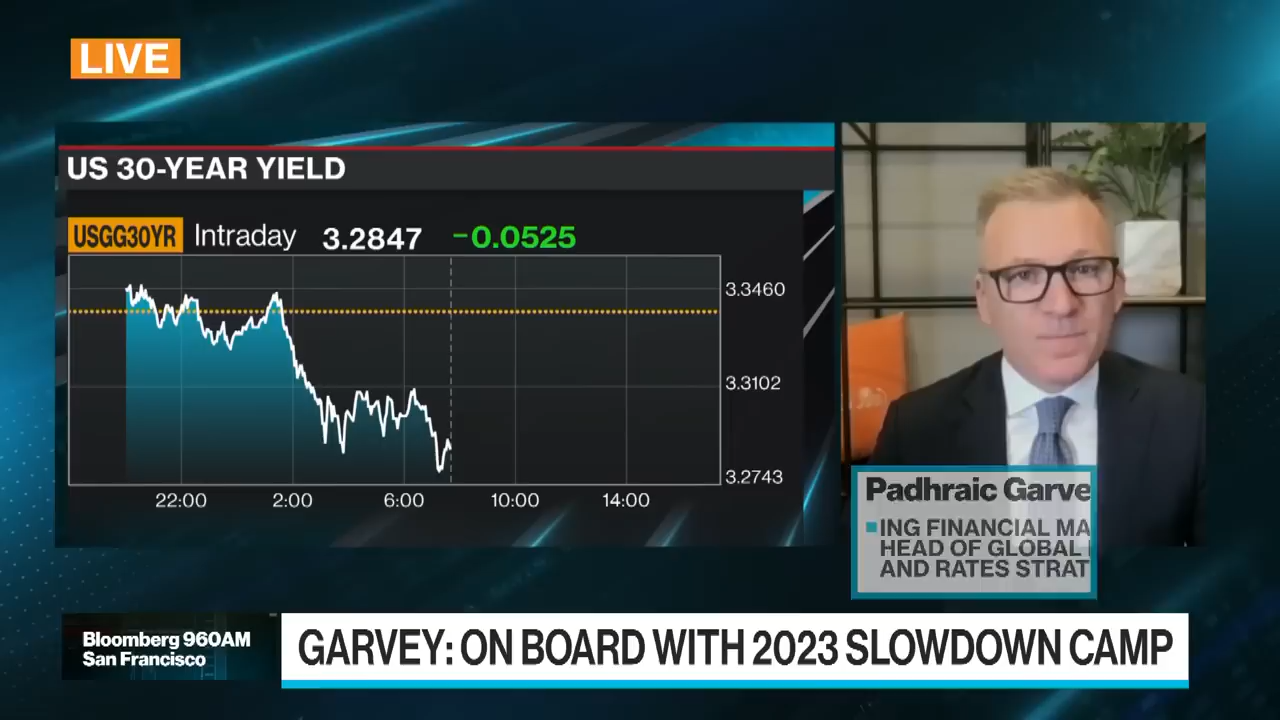 LIVE
US 30-YEAR YIELD
USGG30YR Intraday 3.2847 -0.0525
3.3460
3.3102
3.2743
22:00 2:00 6:00 10:00 14:00
Padhraic Garve
ING FINANCIAL MA
HEAD OF GLOBAL
AND RATES STRAT
Bloomberg 960AM
San Francisco
GARVEY: ON BOARD WITH 2023 SLOWDOWN CAMP